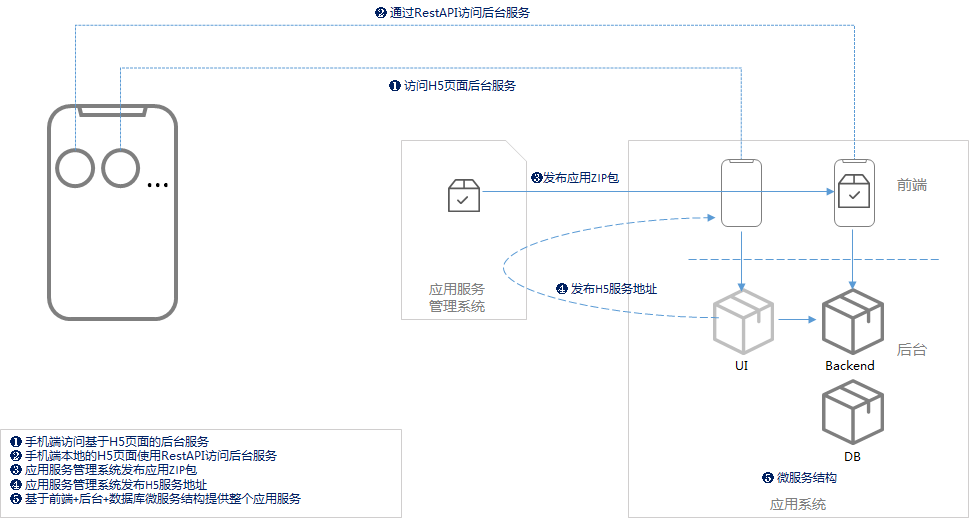 ❷ 通过RestAPI访问后台服务
❶ 访问H5页面后台服务
❸发布应用ZIP包
前端
应用服务
管理系统
❹ 发布H5服务地址
后台
UI
Backend
DB
❺ 微服务结构
应用系统
❶ 手机端访问基于H5页面的后台服务
❷ 手机端本地的H5页面使用RestAPI访问后台服务
❸ 应用服务管理系统发布应用ZIP包
❹ 应用服务管理系统发布H5服务地址
❺ 基于前端+后台+数据库微服务结构提供整个应用服务